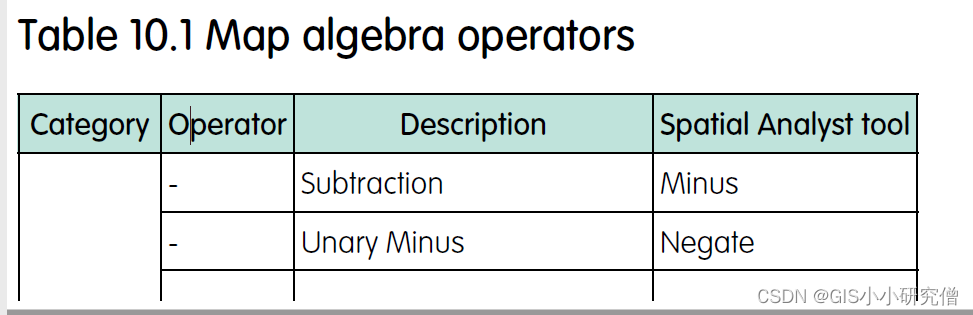 Table 10.1 Map algebra operators
Category Operator Description Spatial Analyst tool
- Subtraction Minus
- Unary Minus Negate
CSDN @GIS小小研究僧